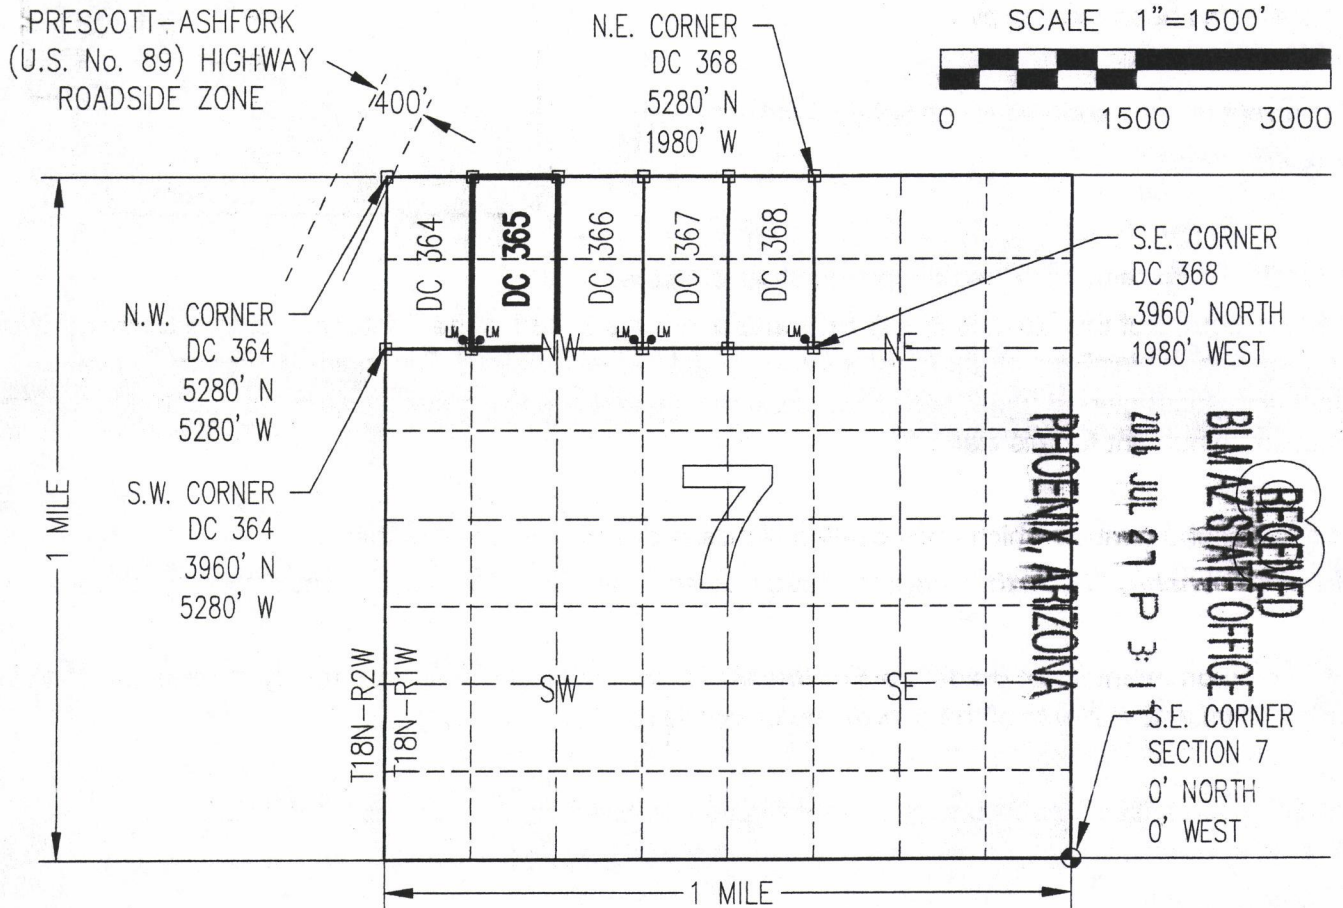 PRESCOTT-ASHFORK
(U.S. No. 89) HIGHWAY
ROADSIDE ZONE
400'
N.E. CORNER
DC 368
5280' N
1980' W
SCALE 1"=1500'
0 1500 3000
DC 364
DC 365
DC 366
DC 367
DC 368
S.E. CORNER
DC 368
3960' NORTH
1980' WEST
N.W. CORNER
DC 364
5280' N
5280' W
LM LM LM LM LM
NW NE
S.W. CORNER
DC 364
3960' N
5280' W
1 MILE
7
SW SE
T18N-R2W
T18N-R1W
RECEIVED
BLM AZ STATE OFFICE
2016 JUL 27 P 3:
PHOENIX, ARIZONA
S.E. CORNER
SECTION 7
0' NORTH
0' WEST
1 MILE